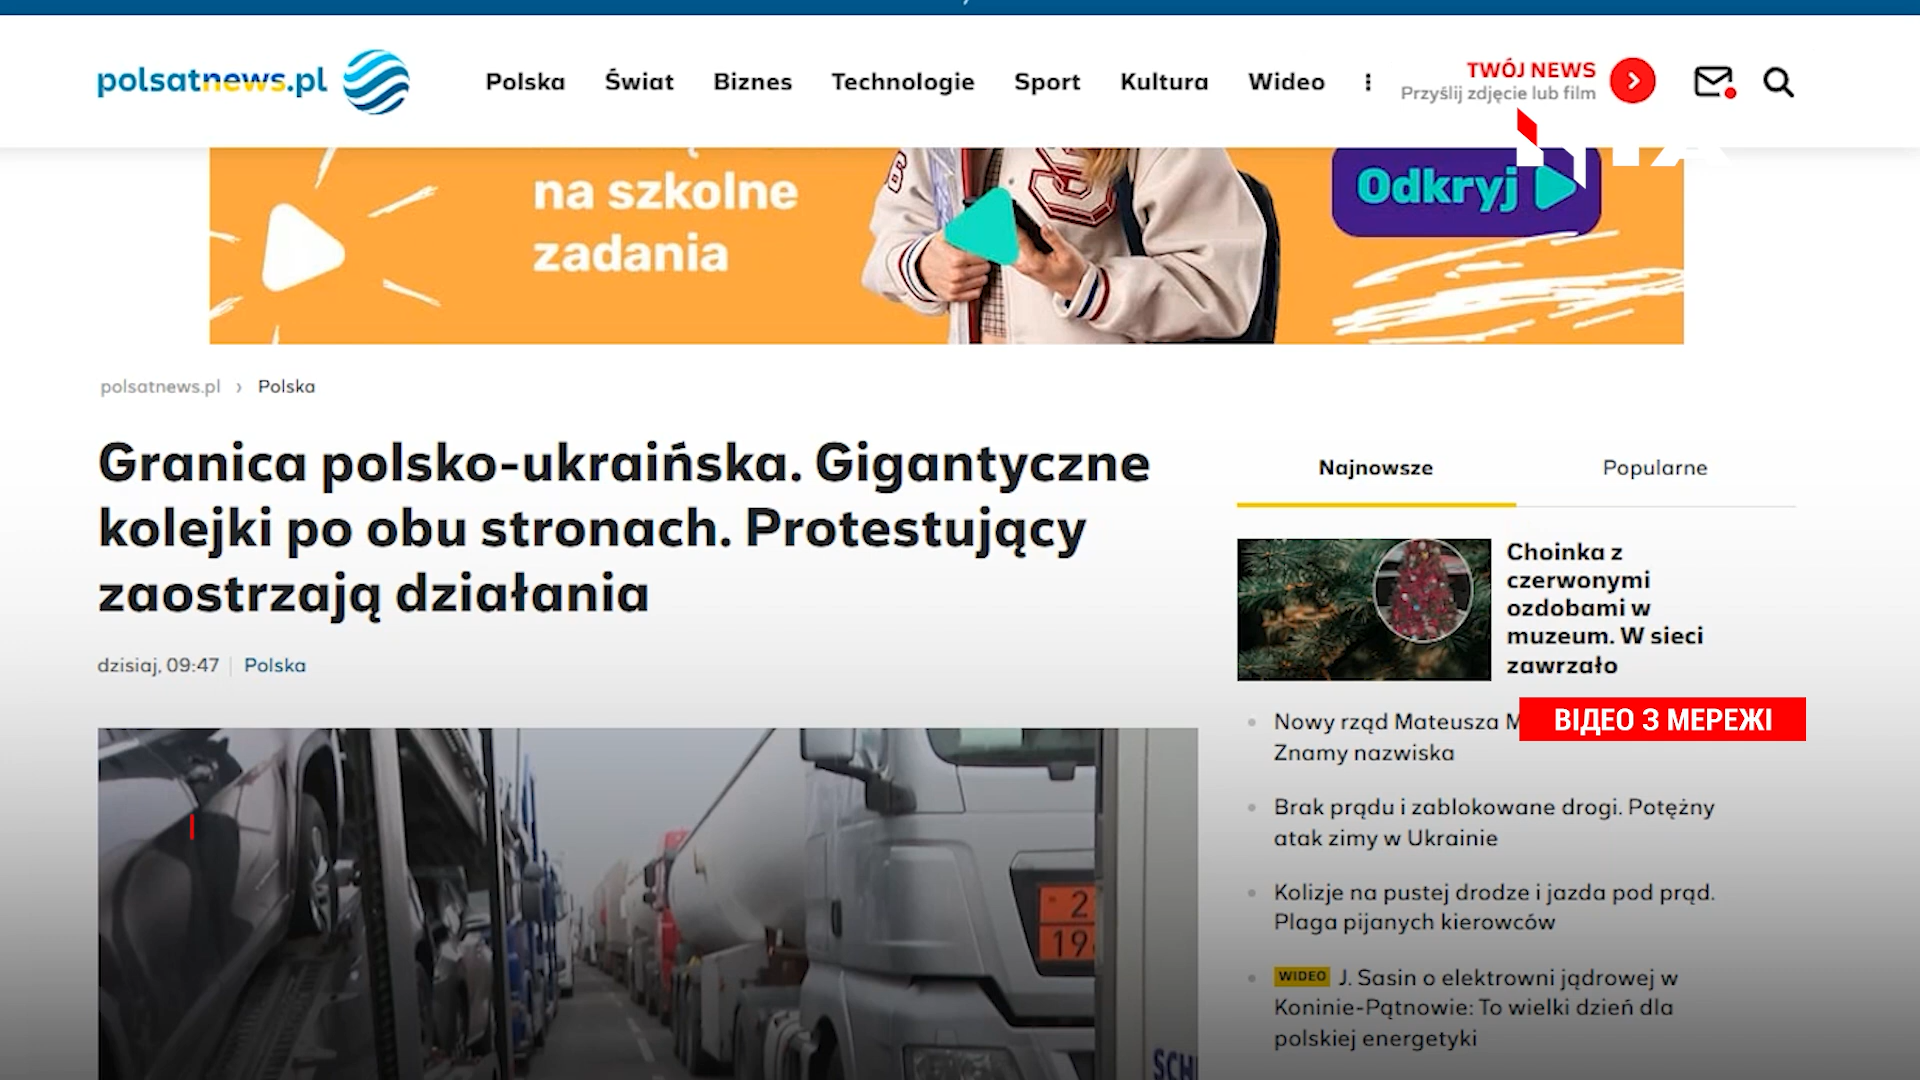 polsatnews.pl
Polska Świat Biznes Technologie Sport Kultura Wideo
TWÓJ NEWS
Przyślij zdjęcie lub film
na szkolne
zadania
Odkryj
polsatnews.pl › Polska
Granica polsko-ukraińska. Gigantyczne
kolejki po obu stronach. Protestujący
zaostrzają działania
dzisiaj, 09:47 | Polska
Najnowsze Popularne
Choinka z
czerwonymi
ozdobami w
muzeum. W sieci
zawrzało
Nowy rząd Mateusza
ВІДЕО З МЕРЕЖІ
Znamy nazwiska
Brak prądu i zablokowane drogi. Potężny
atak zimy w Ukrainie
Kolizje na pustej drodze i jazda pod prąd.
Plaga pijanych kierowców
WIDEO J. Sasin o elektrowni jądrowej w
Koninie-Pątnowie: To wielki dzień dla
polskiej energetyki